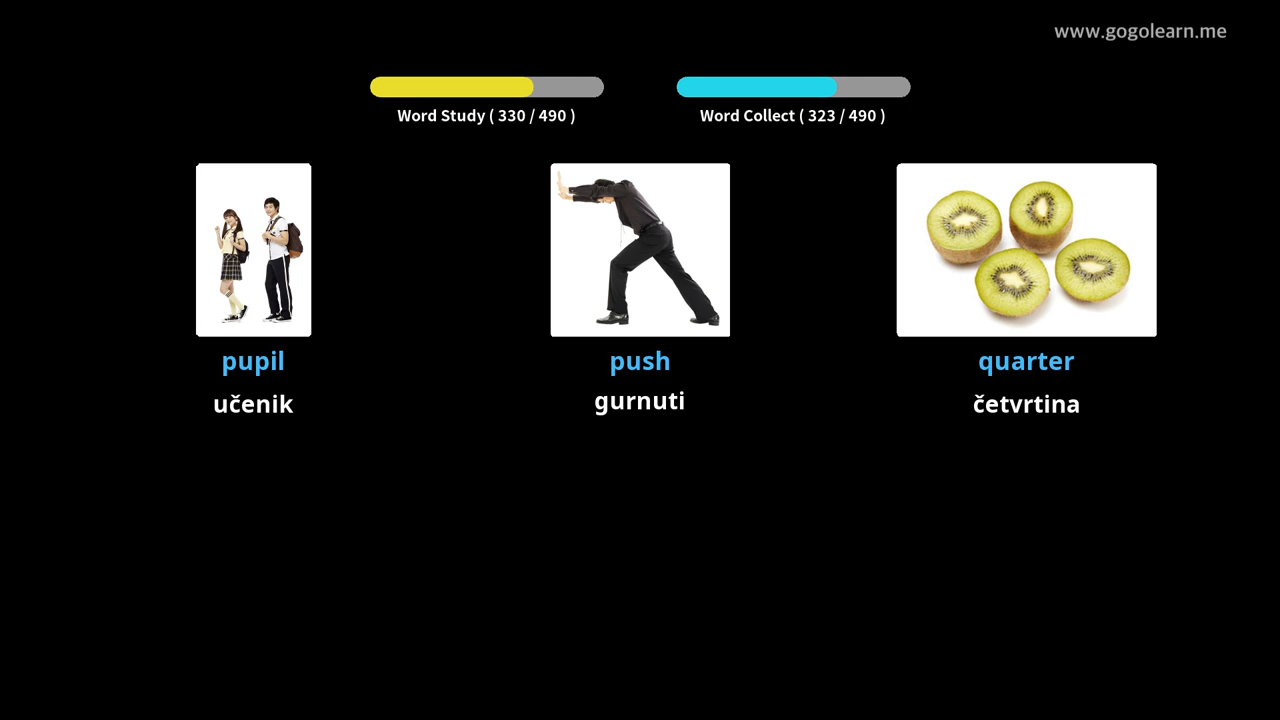 www.gogolearn.me
Word Study ( 330 / 490 )
Word Collect ( 323 / 490 )
pupil
push
quarter
učenik
gurnuti
četvrtina